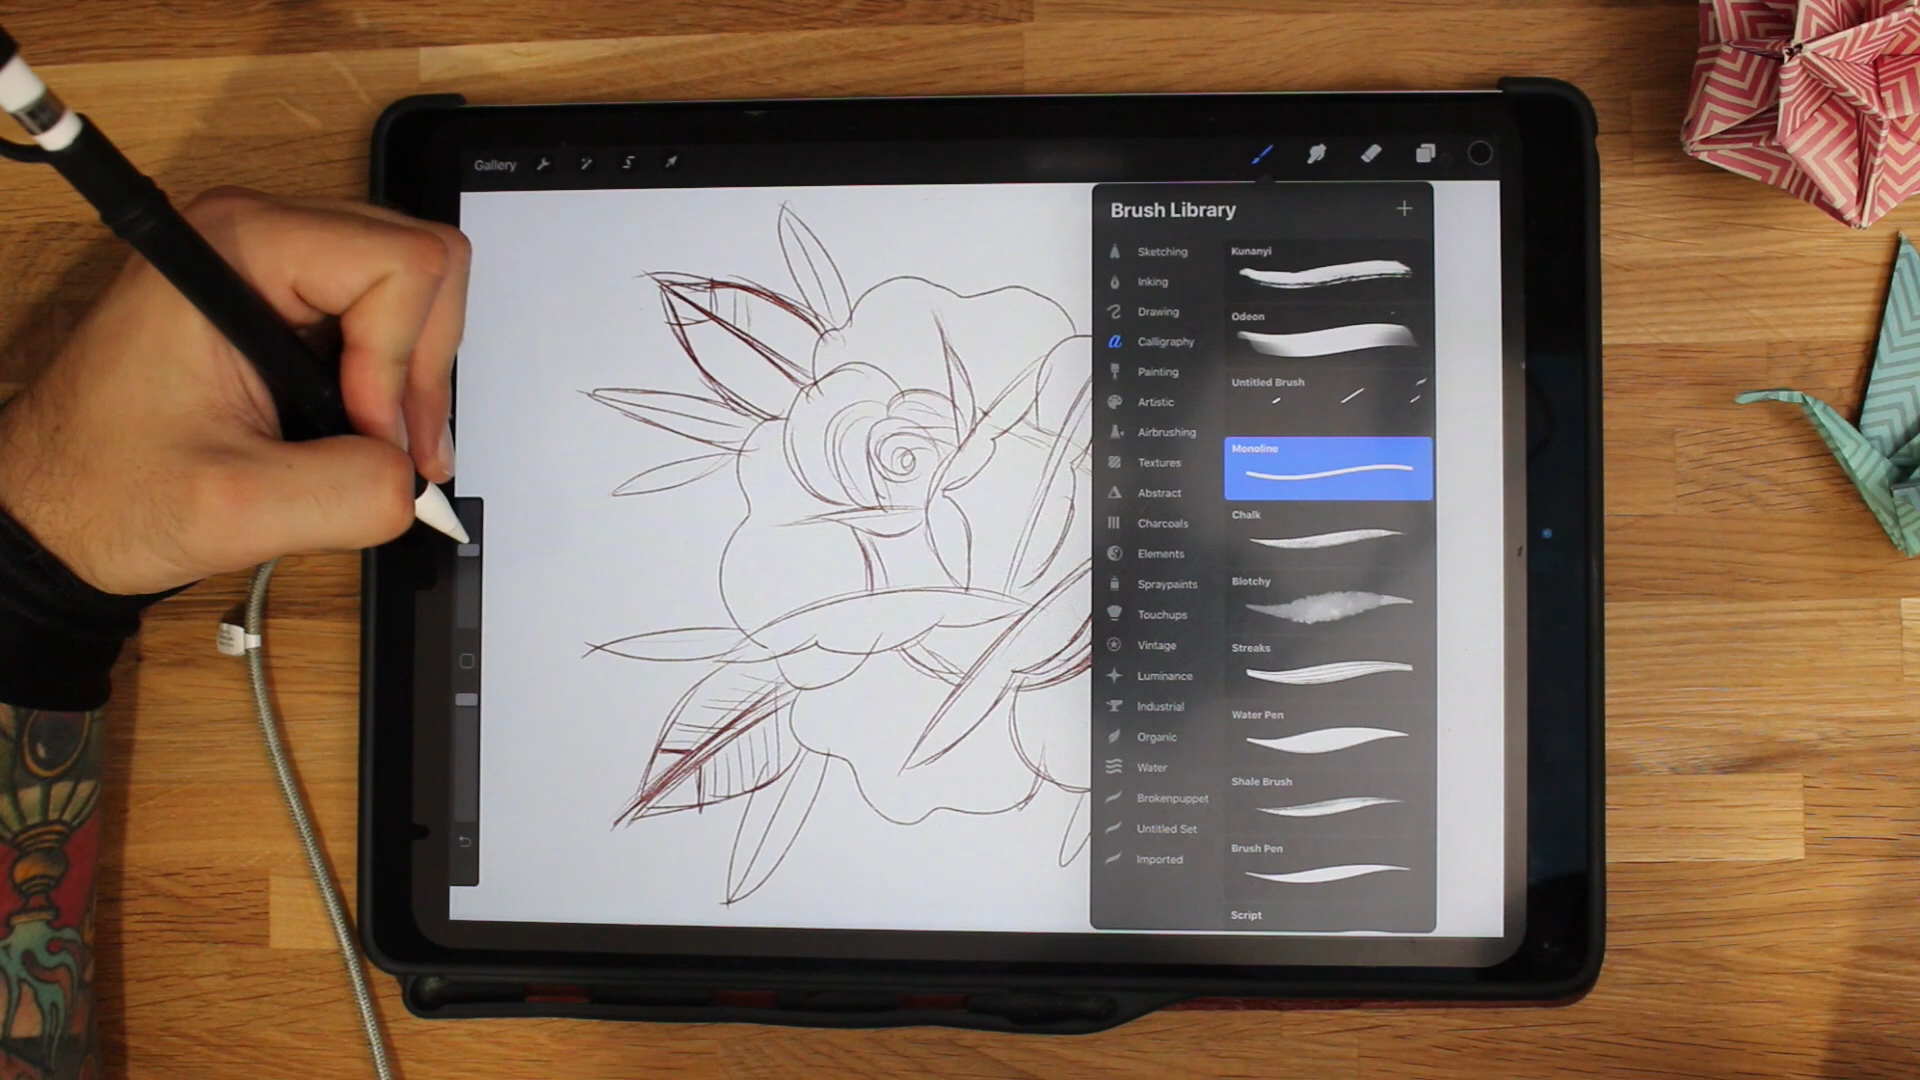 Gallery
Brush Library
Sketching
Inking
Drawing
Calligraphy
Painting
Artistic
Airbrushing
Textures
Abstract
Charcoals
Elements
Spraypaints
Touchups
Vintage
Luminance
Industrial
Organic
Water
Brokenpuppet
Untitled Set
Imported
Kunanyi
Odeon
Untitled Brush
Monoline
Chalk
Blotchy
Streaks
Water Pen
Shale Brush
Brush Pen
Script